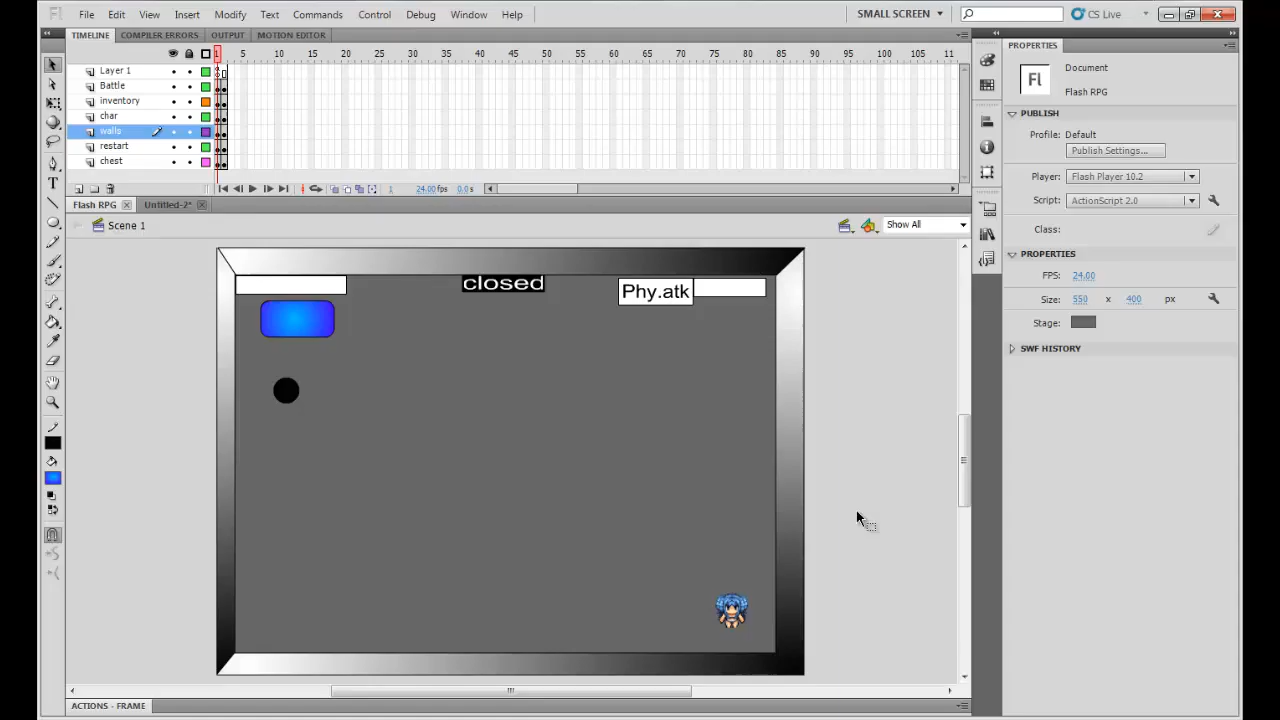 Fl File Edit View Insert Modify Text Commands Control Debug Window Help SMALL SCREEN CS Live
TIMELINE COMPILER ERRORS OUTPUT MOTION EDITOR
PROPERTIES
1 5 10 15 20 25 30 35 40 45 50 55 60 65 70 75 80 85 90 95 100 105 11
Layer 1
Battle
inventory
char
walls
restart
chest
1 24.00 fps 0.0 s
Flash RPG Untitled-2*
Scene 1 Show All
closed
Phy.atk
Fl Document
Flash RPG
PUBLISH
Profile: Default
Publish Settings...
Player: Flash Player 10.2
Script: ActionScript 2.0
Class:
PROPERTIES
FPS: 24.00
Size: 550 x 400 px
Stage:
SWF HISTORY
ACTIONS - FRAME